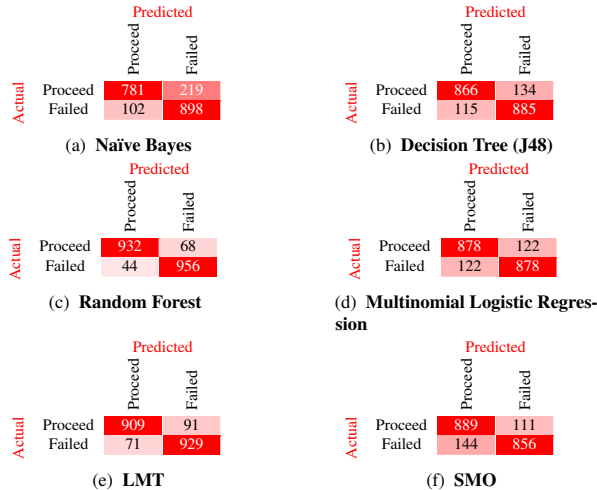 Predicted
Proceed Failed
Actual
Proceed 781 219
Failed 102 898
(a) Naïve Bayes
Predicted
Proceed Failed
Actual
Proceed 866 134
Failed 115 885
(b) Decision Tree (J48)
Predicted
Proceed Failed
Actual
Proceed 932 68
Failed 44 956
(c) Random Forest
Predicted
Proceed Failed
Actual
Proceed 878 122
Failed 122 878
(d) Multinomial Logistic Regres-
sion
Predicted
Proceed Failed
Actual
Proceed 909 91
Failed 71 929
(e) LMT
Predicted
Proceed Failed
Actual
Proceed 889 111
Failed 144 856
(f) SMO